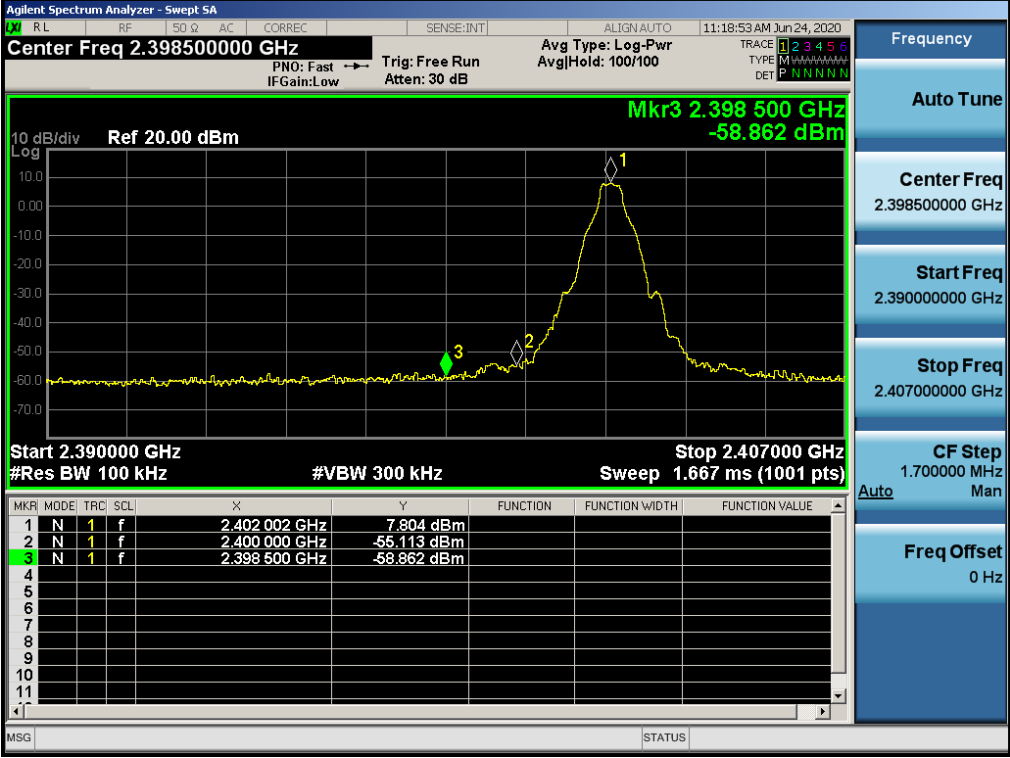 Agilent Spectrum Analyzer - Swept SA
LXI RL RF 50 Ω AC CORREC SENSE:INT ALIGNAUTO 11:18:53 AM Jun 24, 2020
Center Freq 2.398500000 GHz
PNO: Fast
IFGain:Low
Trig: Free Run
Atten: 30 dB
Avg Type: Log-Pwr
Avg|Hold: 100/100
TRACE 1 2 3 4 5 6
TYPE M
DET P N N N N N
Mkr3 2.398 500 GHz
-58.862 dBm
10 dB/div Ref 20.00 dBm
Log
10.0
0.00
-10.0
-20.0
-30.0
-40.0
-50.0
-60.0
-70.0
1
2
3
Start 2.390000 GHz Stop 2.407000 GHz
#Res BW 100 kHz #VBW 300 kHz Sweep 1.667 ms (1001 pts)
MKR MODE TRC SCL X Y FUNCTION FUNCTION WIDTH FUNCTION VALUE
1 N 1 f 2.402 002 GHz 7.804 dBm
2 N 1 f 2.400 000 GHz -55.113 dBm
3 N 1 f 2.398 500 GHz -58.862 dBm
4
5
6
7
8
9
10
11
MSG STATUS
Frequency
Auto Tune
Center Freq
2.398500000 GHz
Start Freq
2.390000000 GHz
Stop Freq
2.407000000 GHz
CF Step
1.700000 MHz
Auto Man
Freq Offset
0 Hz